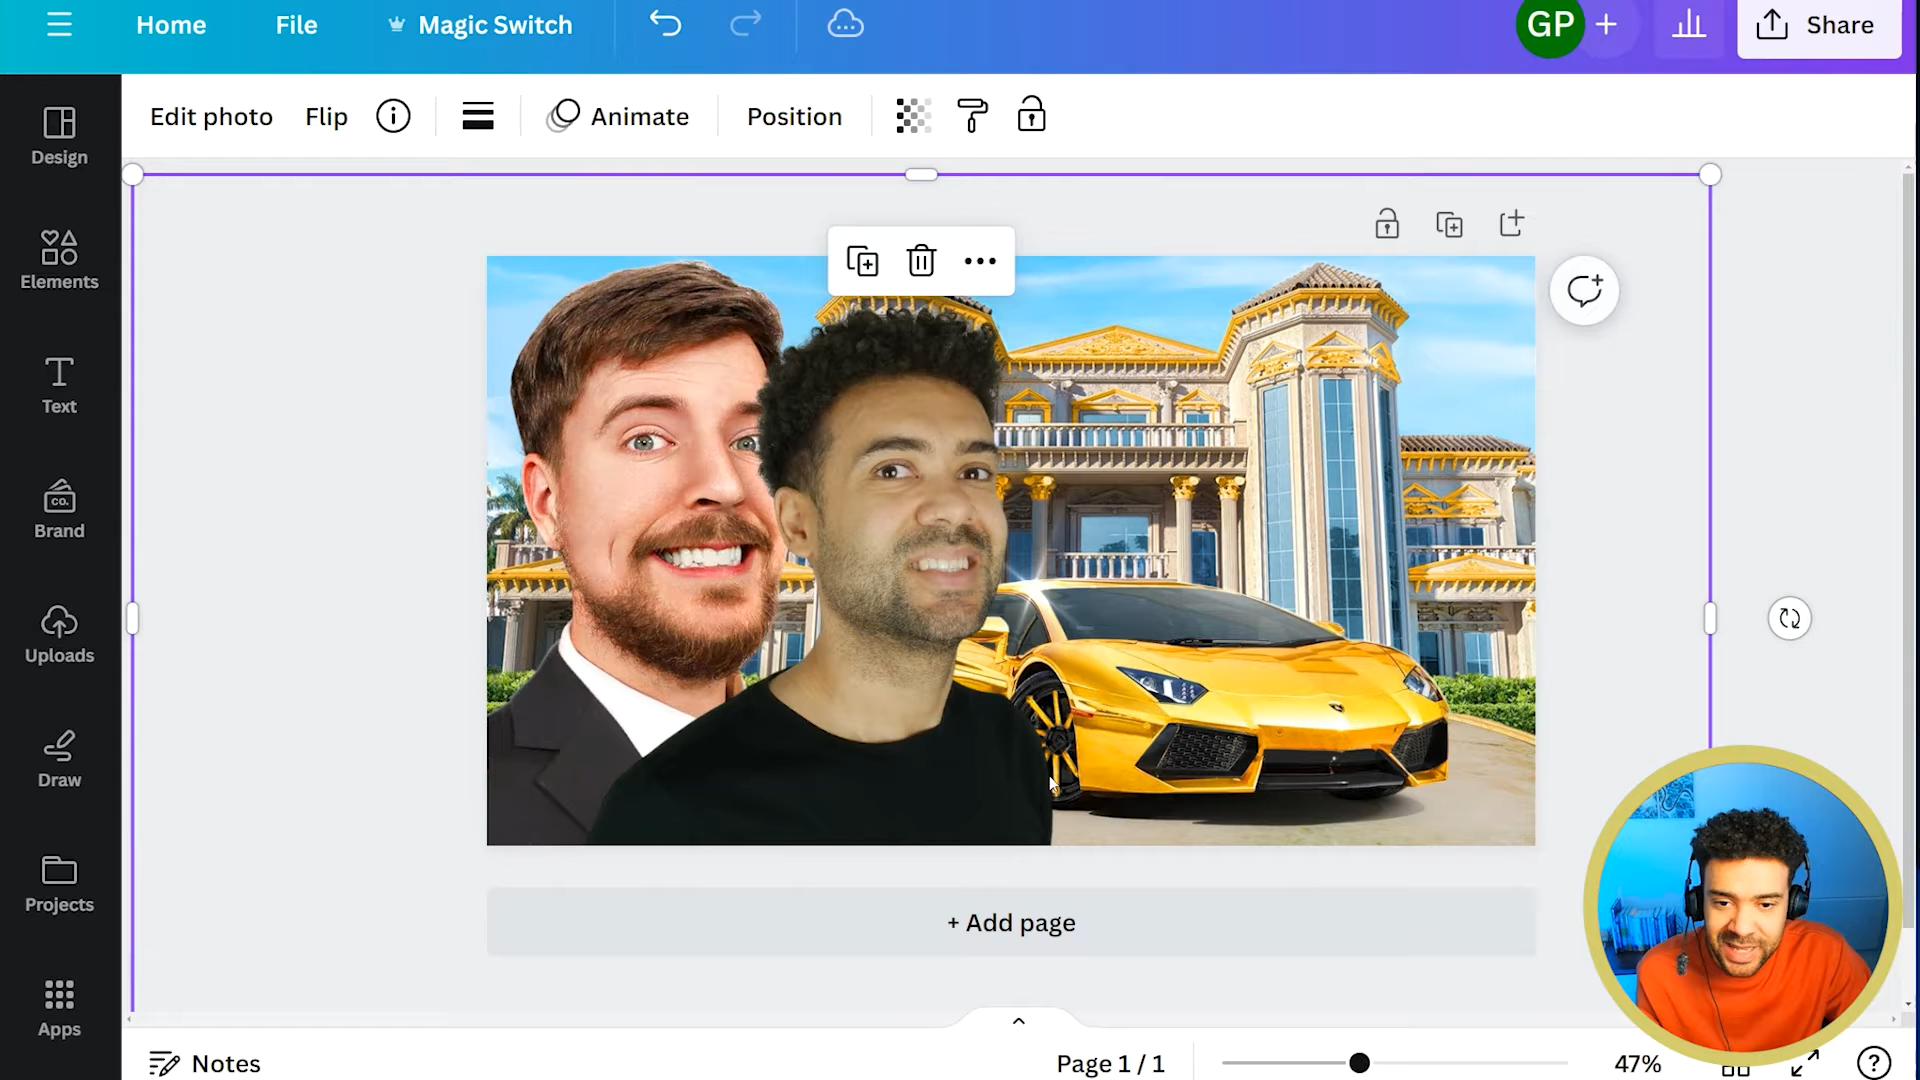 Home
File
Magic Switch
GP
Share
Edit photo
Flip
Animate
Position
Design
Elements
Text
CO.
Brand
Uploads
Draw
Projects
Apps
+ Add page
Notes
Page 1 / 1
47%
?